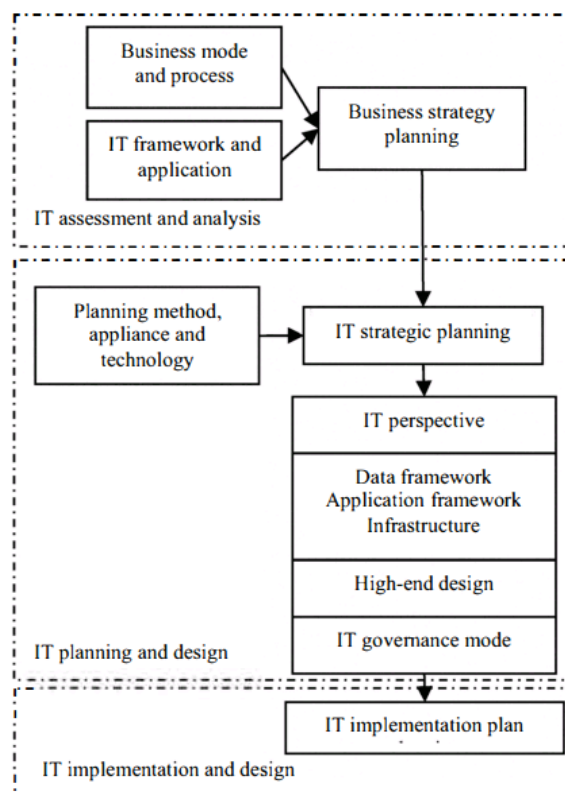 Business mode
and process
IT framework and
application
Business strategy
planning
IT assessment and analysis
Planning method,
appliance and
technology
IT strategic planning
IT perspective
Data framework
Application framework
Infrastructure
High-end design
IT governance mode
IT planning and design
IT implementation plan
IT implementation and design